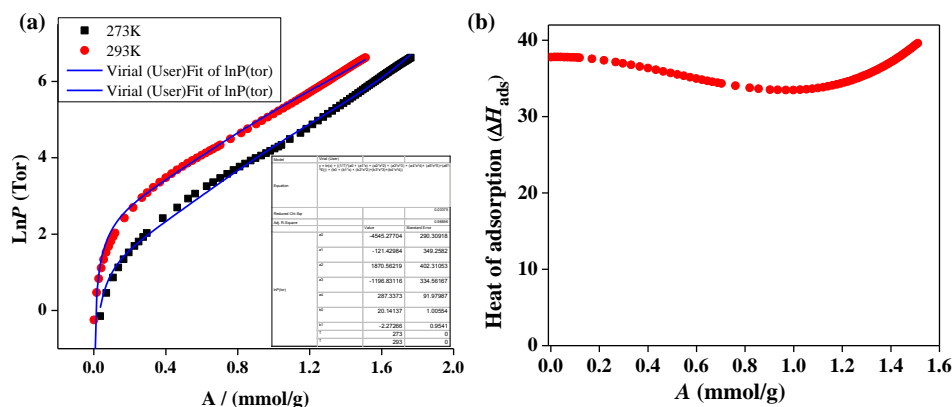 (a)
273K
293K
Virial (User)Fit of lnP(tor)
Virial (User)Fit of lnP(tor)
LnP (Tor)
6
4
2
0
0.0 0.4 0.8 1.2 1.6 2.0
A / (mmol/g)
Model Virial (User)
Equation
Reduced Chi-Sqr
Adj. R-Square
Value Standard Error
a0 -4545.27704 290.30918
a1 -121.42984 349.2582
a2 1870.56219 402.31053
a3 -1196.83116 334.56167
lnP(tor) a4 287.3373 91.97987
b0 20.14137 1.00554
b1 -2.27266 0.9541
T 273 0
T 293 0
(b)
Heat of adsorption (ΔHads)
40
30
20
10
0
0.0 0.2 0.4 0.6 0.8 1.0 1.2 1.4 1.6
A (mmol/g)